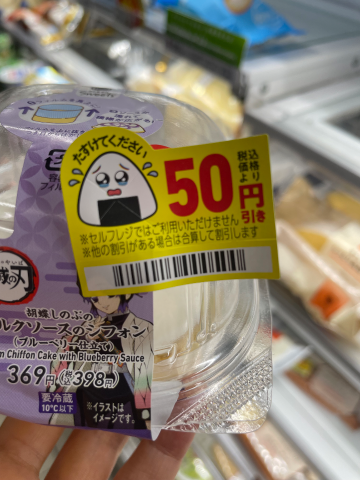 たすけてください
50
税込
価格
より
円
引き
※セルフレジではご利用いただけません
※他の割引がある場合は合算して割引します
胡蝶しのぶの
ルクソースのシフォン
(ブルーベリー仕立て)
n Chiffon Cake with Blueberry Sauce
369円(税込398円)
要冷蔵
10℃以下
※イラストは
イメージです。